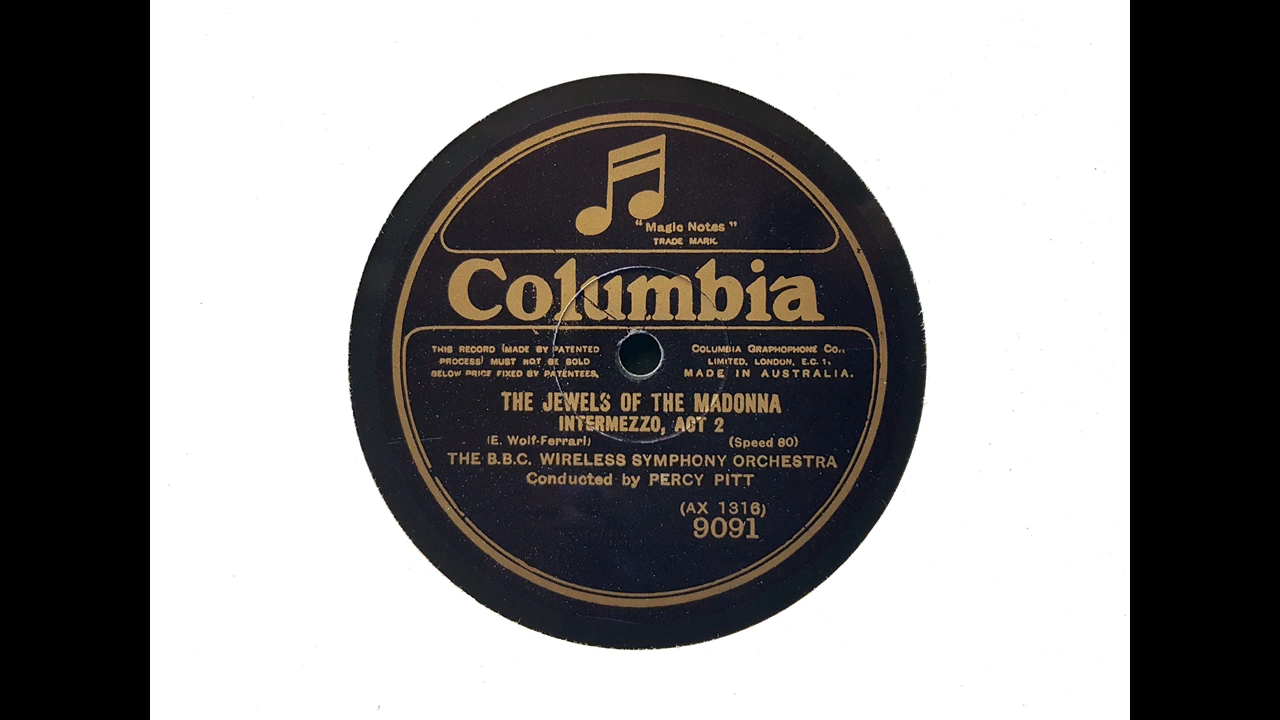 "Magic Notes"
TRADE MARK.
Columbia
THIS RECORD (MADE BY PATENTED
PROCESS) MUST NOT BE SOLD
BELOW PRICE FIXED BY PATENTEES.
COLUMBIA GRAPHOPHONE CO.,
LIMITED, LONDON, E.C. 1.
MADE IN AUSTRALIA.
THE JEWELS OF THE MADONNA
INTERMEZZO, ACT 2
(E. Wolf-Ferrari) (Speed 80)
THE B.B.C. WIRELESS SYMPHONY ORCHESTRA
Conducted by PERCY PITT
(AX 1316)
9091